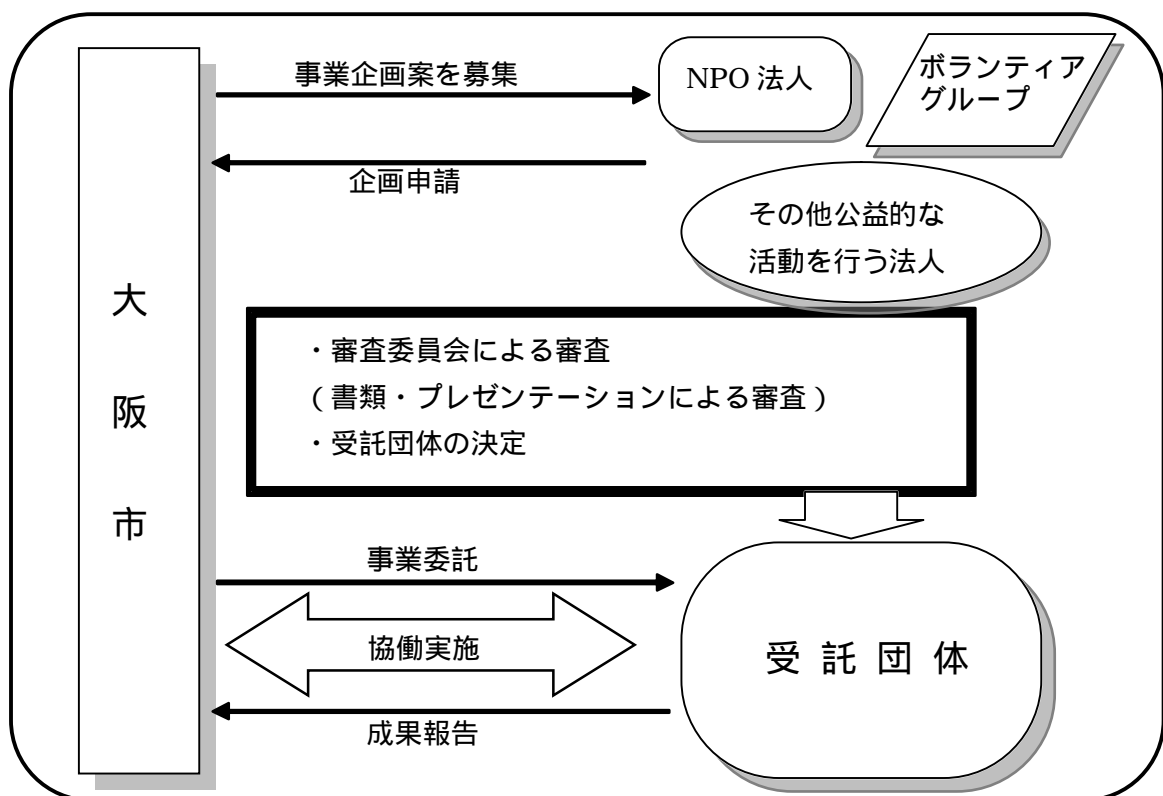 事業企画案を募集
NPO 法人
ボランティア
グループ
企画申請
その他公益的な
活動を行う法人
大阪市
・審査委員会による審査
（書類・プレゼンテーションによる審査）
・受託団体の決定
事業委託
協働実施
受託団体
成果報告